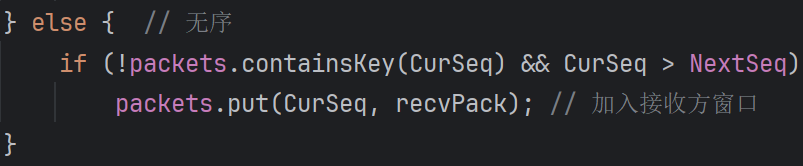 } else {  // 无序
if (!packets.containsKey(CurSeq) && CurSeq > NextSeq)
packets.put(CurSeq, recvPack); // 加入接收方窗口
}